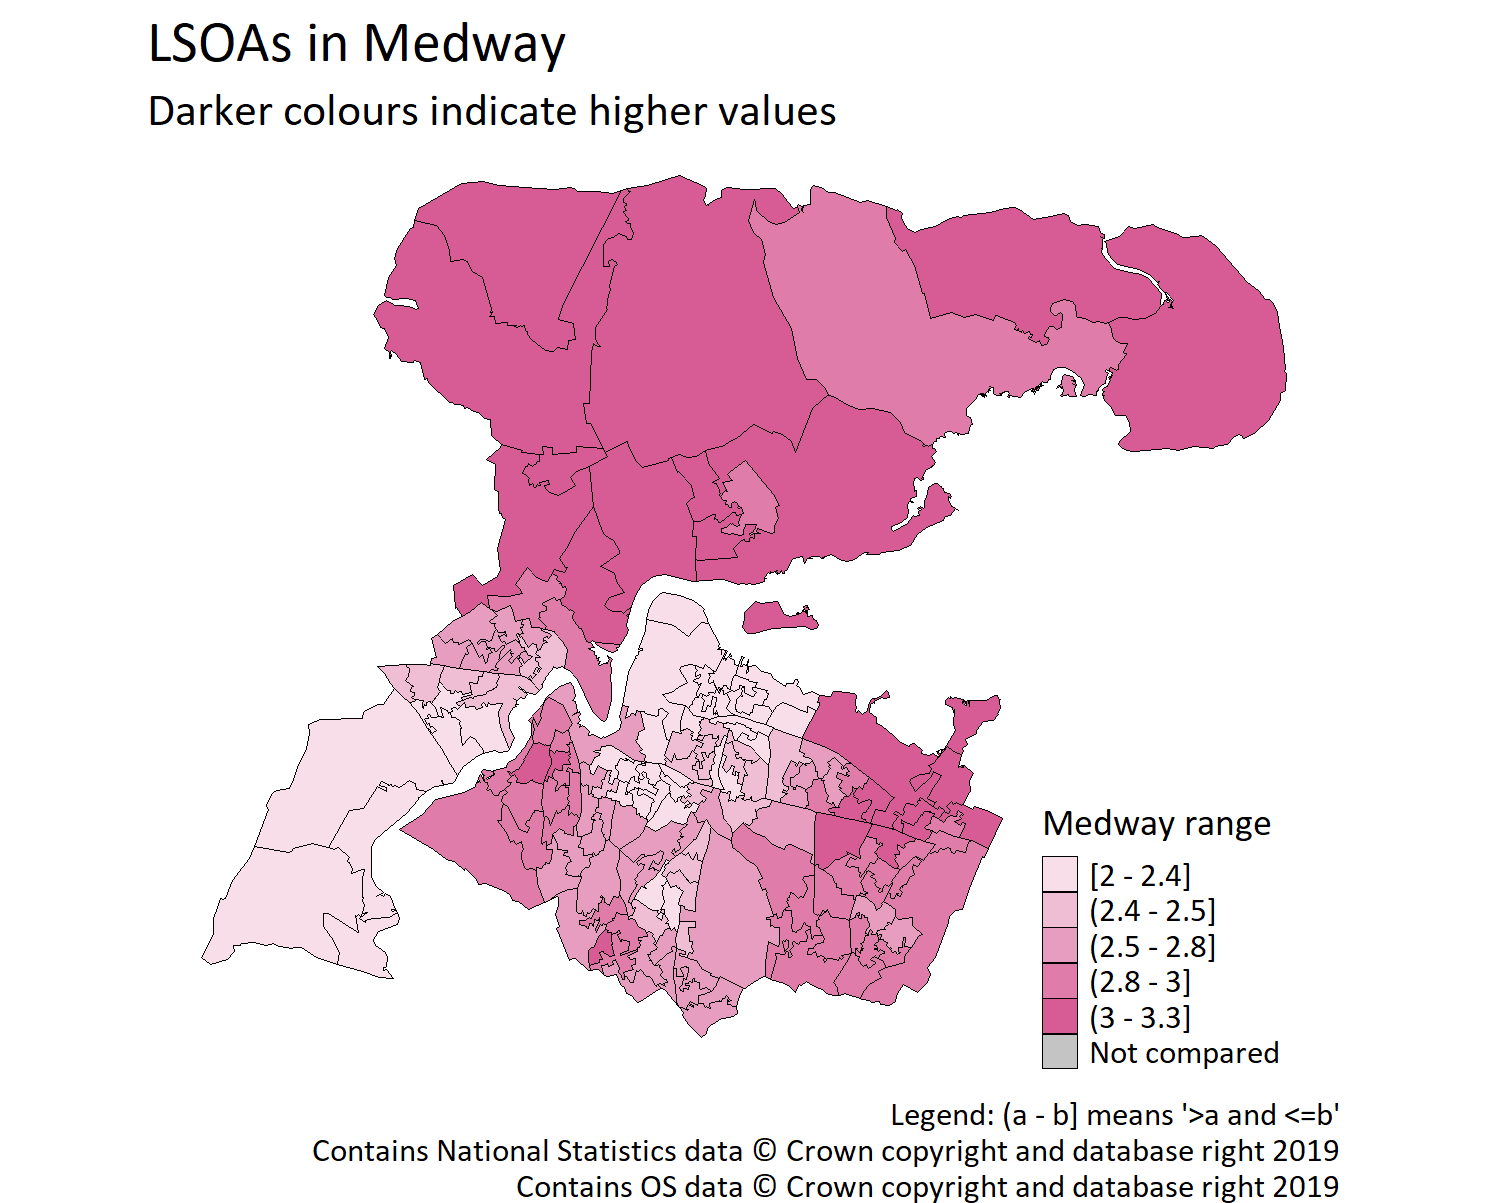 LSOAs in Medway
Darker colours indicate higher values
Medway range
[2 - 2.4]
(2.4 - 2.5]
(2.5 - 2.8]
(2.8 - 3]
(3 - 3.3]
Not compared
Legend: (a - b] means '>a and <=b'
Contains National Statistics data © Crown copyright and database right 2019
Contains OS data © Crown copyright and database right 2019